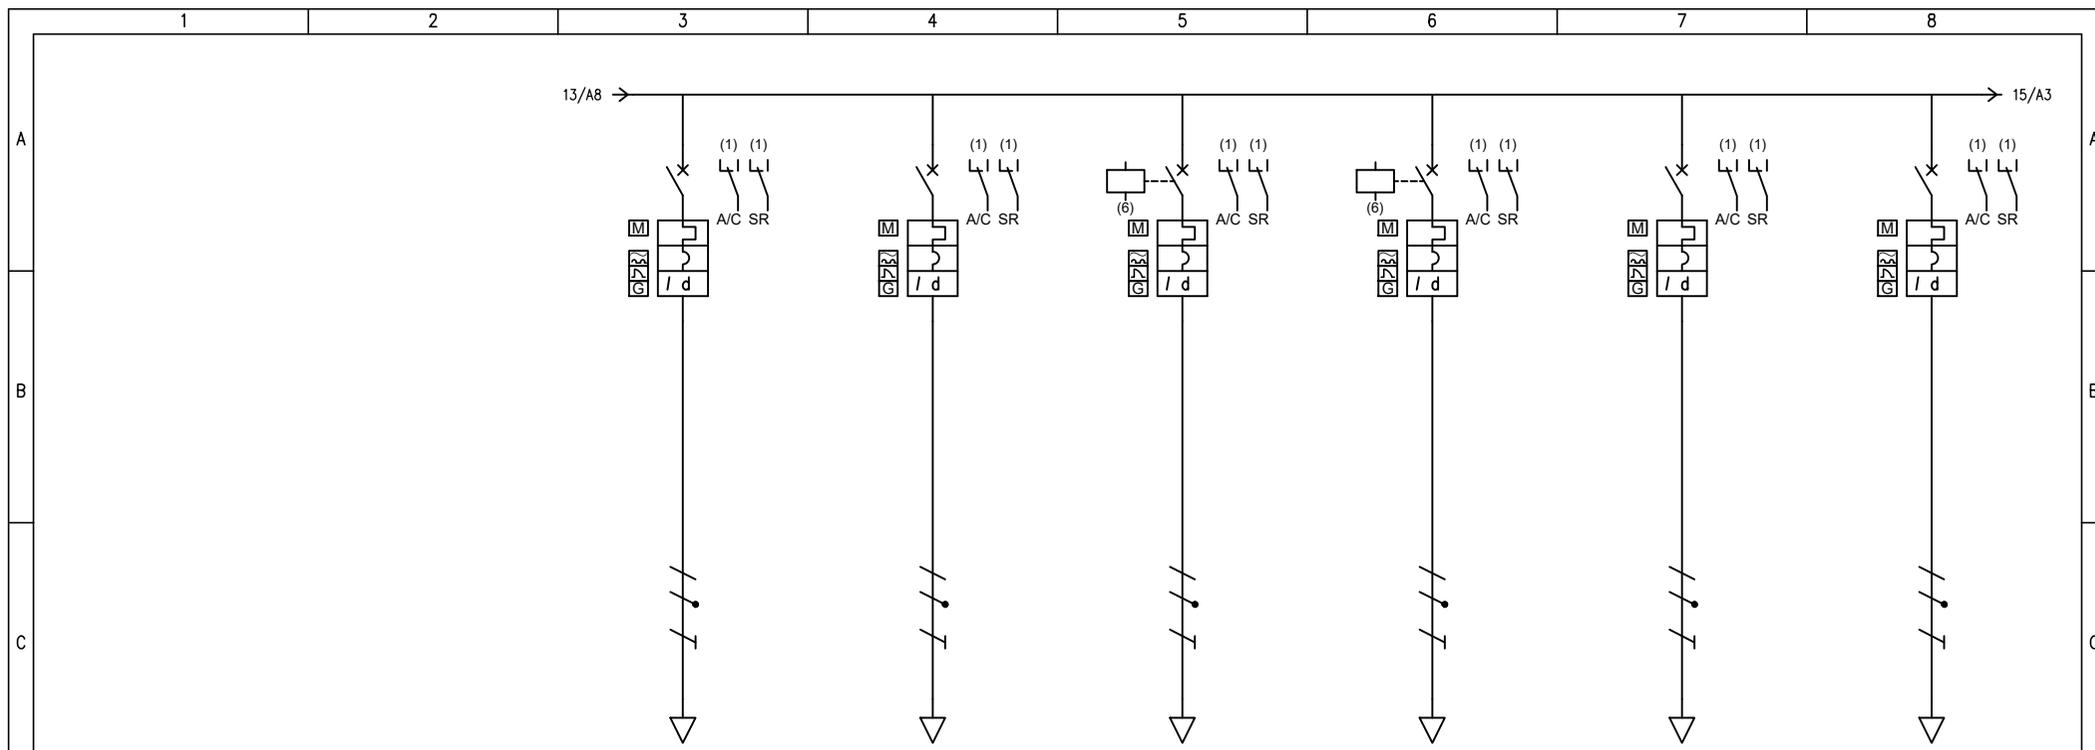 1 2 3 4 5 6 7 8
13/A8 15/A3
A A
(1) (1) (1) (1) (1) (1) (1) (1) (1) (1) (1) (1)
(6) (6)
A/C SR A/C SR A/C SR A/C SR A/C SR A/C SR
M M M M M M
G I d G I d G I d G I d G I d G I d
B B
C C